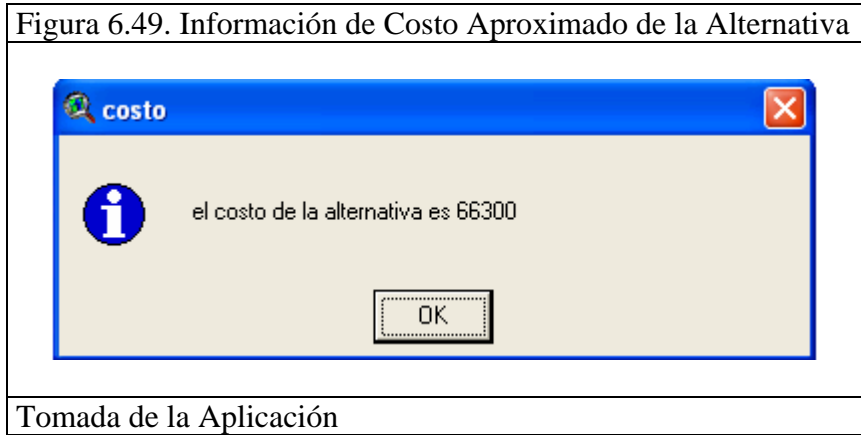 Figura 6.49. Información de Costo Aproximado de la Alternativa
costo
el costo de la alternativa es 66300
OK
Tomada de la Aplicación